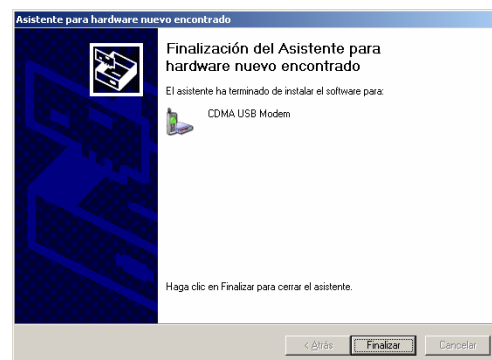 Asistente para hardware nuevo encontrado
Finalización del Asistente para
hardware nuevo encontrado
El asistente ha terminado de instalar el software para:
CDMA USB Modem
Haga clic en Finalizar para cerrar el asistente.
< Atrás Finalizar Cancelar